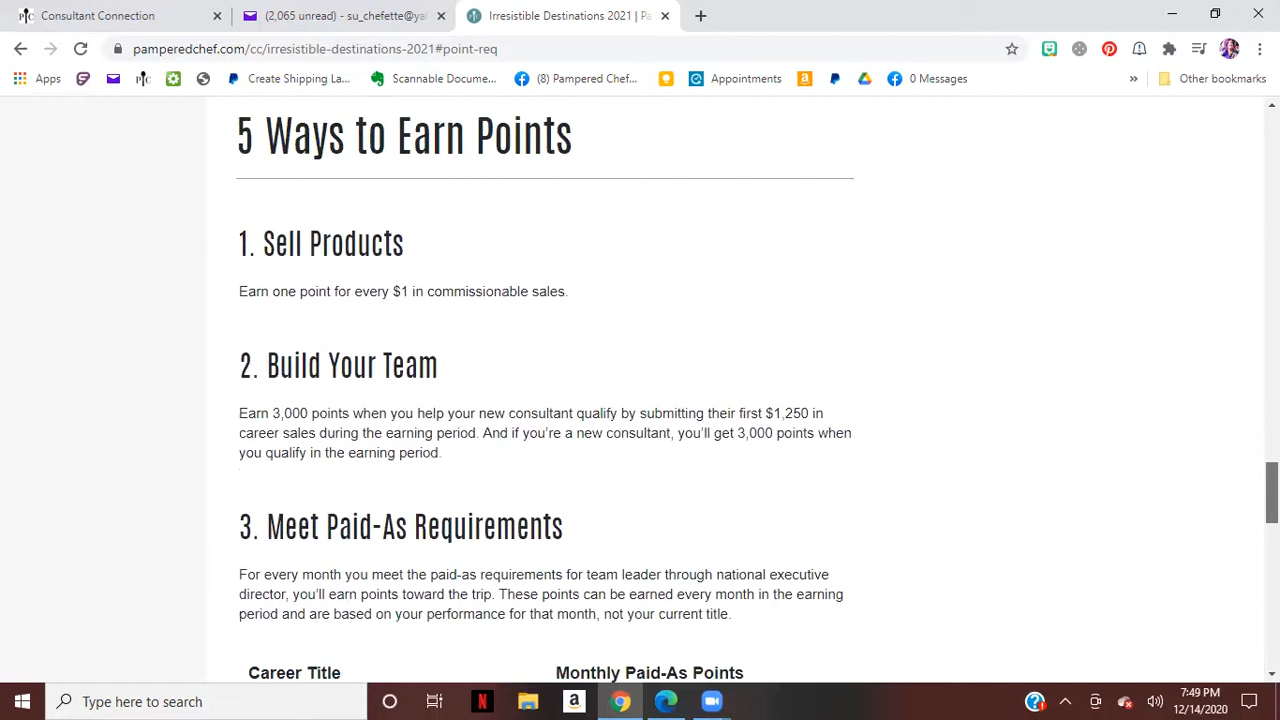 Consultant Connection
(2,065 unread) - su_chefette@ya
Irresistible Destinations 2021 | Pa
pamperedchef.com/cc/irresistible-destinations-2021#point-req
Apps
Create Shipping La...
Scannable Docume...
(8) Pampered Chef...
Appointments
0 Messages
Other bookmarks
5 Ways to Earn Points
1. Sell Products
Earn one point for every $1 in commissionable sales.
2. Build Your Team
Earn 3,000 points when you help your new consultant qualify by submitting their first $1,250 in
career sales during the earning period. And if you're a new consultant, you'll get 3,000 points when
you qualify in the earning period.
3. Meet Paid-As Requirements
For every month you meet the paid-as requirements for team leader through national executive
director, you'll earn points toward the trip. These points can be earned every month in the earning
period and are based on your performance for that month, not your current title.
Career Title
Monthly Paid-As Points
Type here to search
7:49 PM
12/14/2020